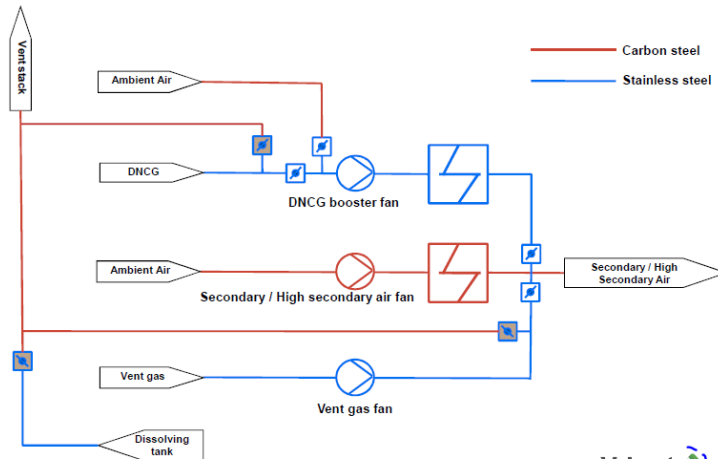 Vent stack
Ambient Air
Carbon steel
Stainless steel
DNCG
DNCG booster fan
Ambient Air
Secondary / High
Secondary Air
Secondary / High secondary air fan
Vent gas
Vent gas fan
Dissolving
tank